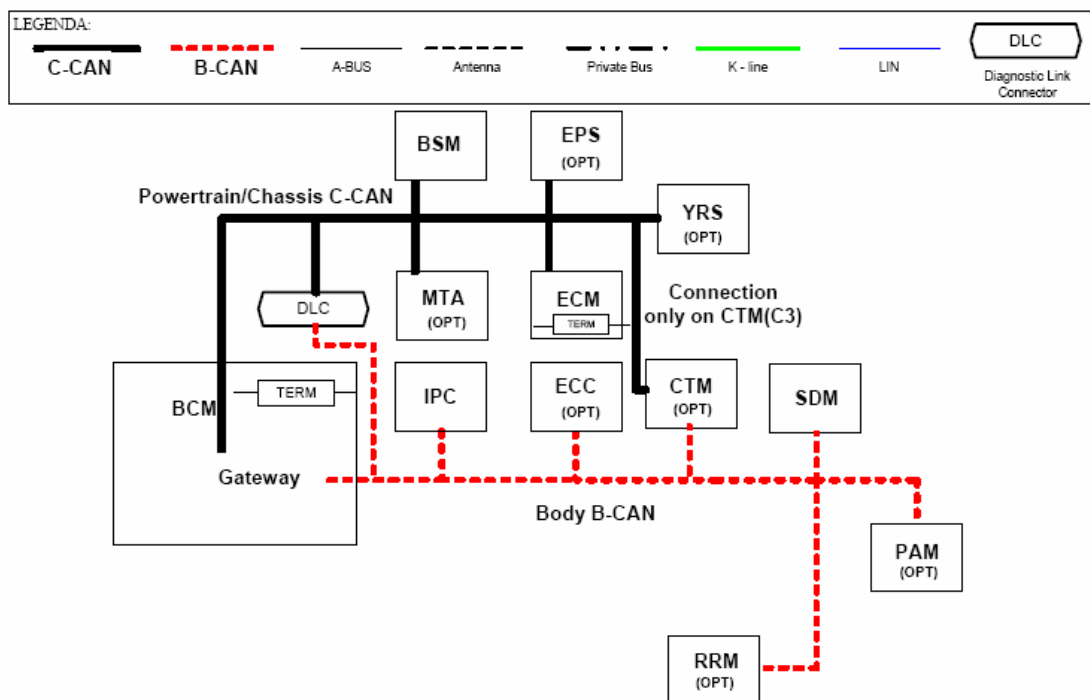 LEGENDA:
C-CAN
B-CAN
A-BUS
Antenna
Private Bus
K - line
LIN
DLC
Diagnostic Link
Connector
BSM
EPS
(OPT)
Powertrain/Chassis C-CAN
YRS
(OPT)
DLC
MTA
(OPT)
ECM
TERM
Connection
only on CTM(C3)
BCM
TERM
IPC
ECC
(OPT)
CTM
(OPT)
SDM
Gateway
Body B-CAN
PAM
(OPT)
RRM
(OPT)